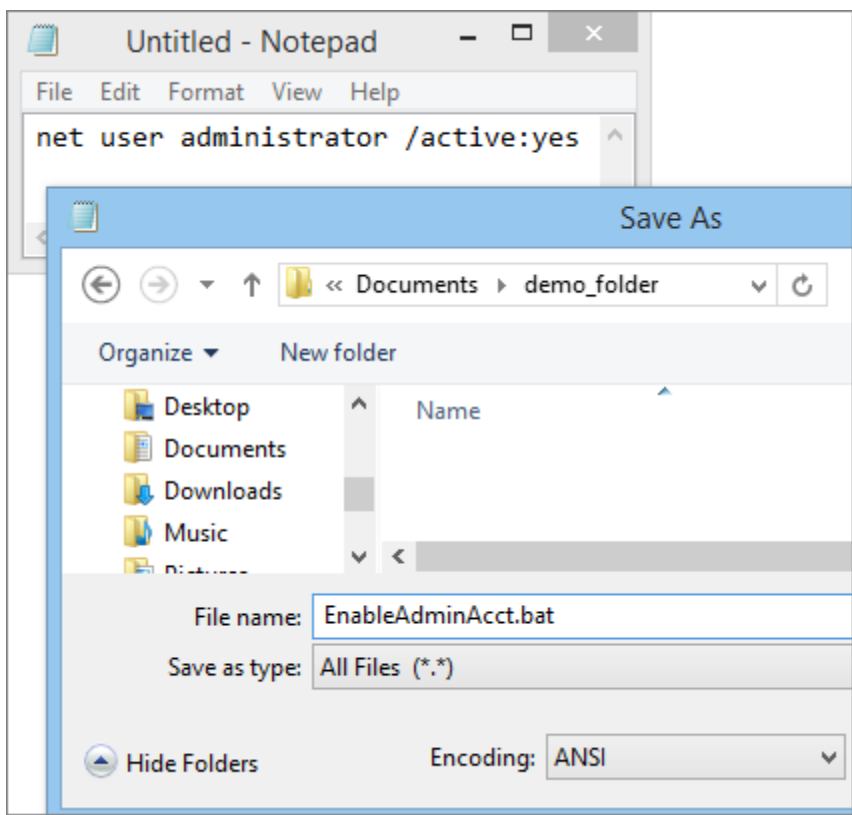 Untitled - Notepad
File Edit Format View Help
net user administrator /active:yes
Save As
« Documents demo_folder
Organize New folder
Desktop
Name
Documents
Downloads
Music
Pictures
File name: EnableAdminAcct.bat
Save as type: All Files (*.*)
Hide Folders
Encoding: ANSI